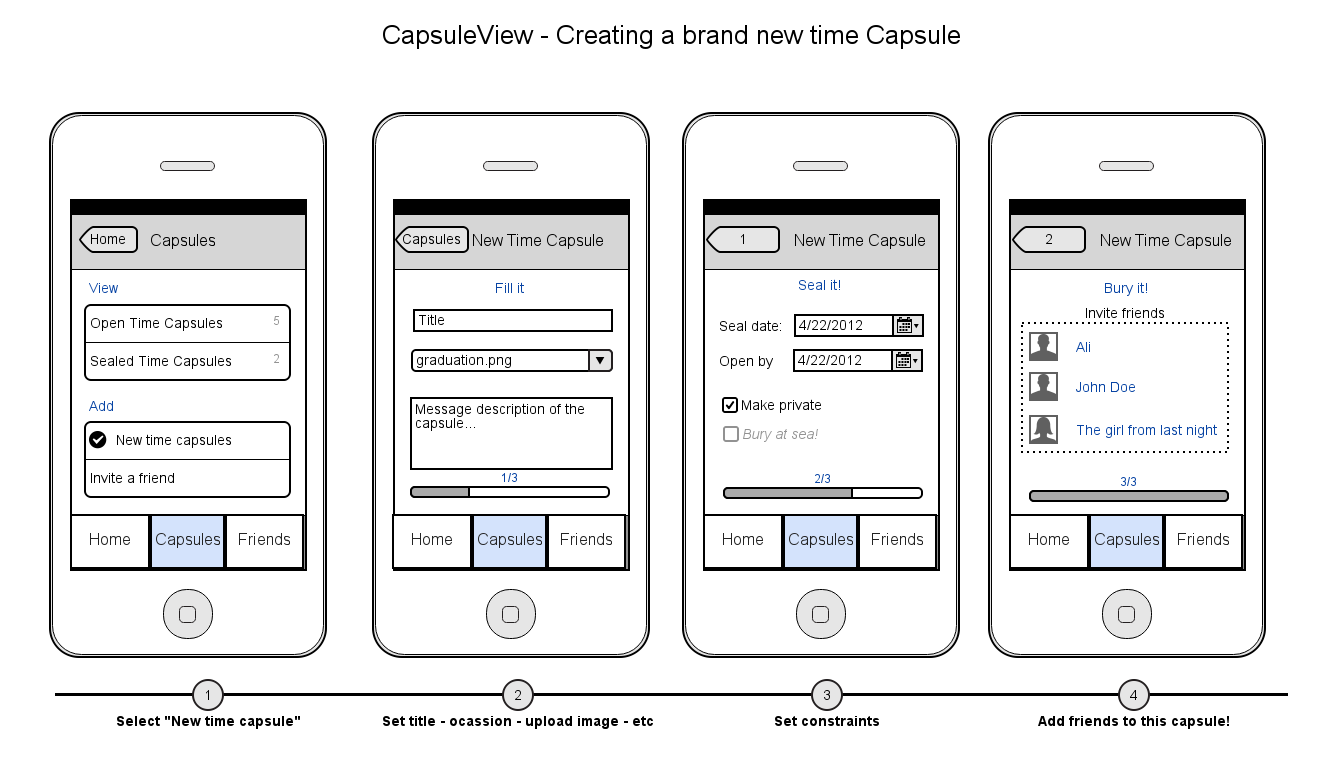 CapsuleView - Creating a brand new time Capsule
Home
Capsules
View
Open Time Capsules 5
Sealed Time Capsules 2
Add
New time capsules
Invite a friend
Home Capsules Friends
Capsules
New Time Capsule
Fill it
Title
graduation.png
Message description of the
capsule...
1/3
Home Capsules Friends
1
New Time Capsule
Seal it!
Seal date: 4/22/2012
Open by 4/22/2012
Make private
Bury at sea!
2/3
Home Capsules Friends
2
New Time Capsule
Bury it!
Invite friends
Ali
John Doe
The girl from last night
3/3
Home Capsules Friends
1
Select "New time capsule"
2
Set title - ocassion - upload image - etc
3
Set constraints
4
Add friends to this capsule!